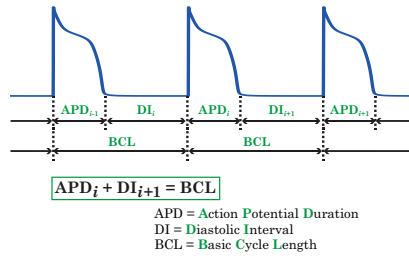 APDi-1 DIi APDi DIi+1 APDi+1
BCL BCL
APDi + DIi+1 = BCL
APD = Action Potential Duration
DI = Diastolic Interval
BCL = Basic Cycle Length